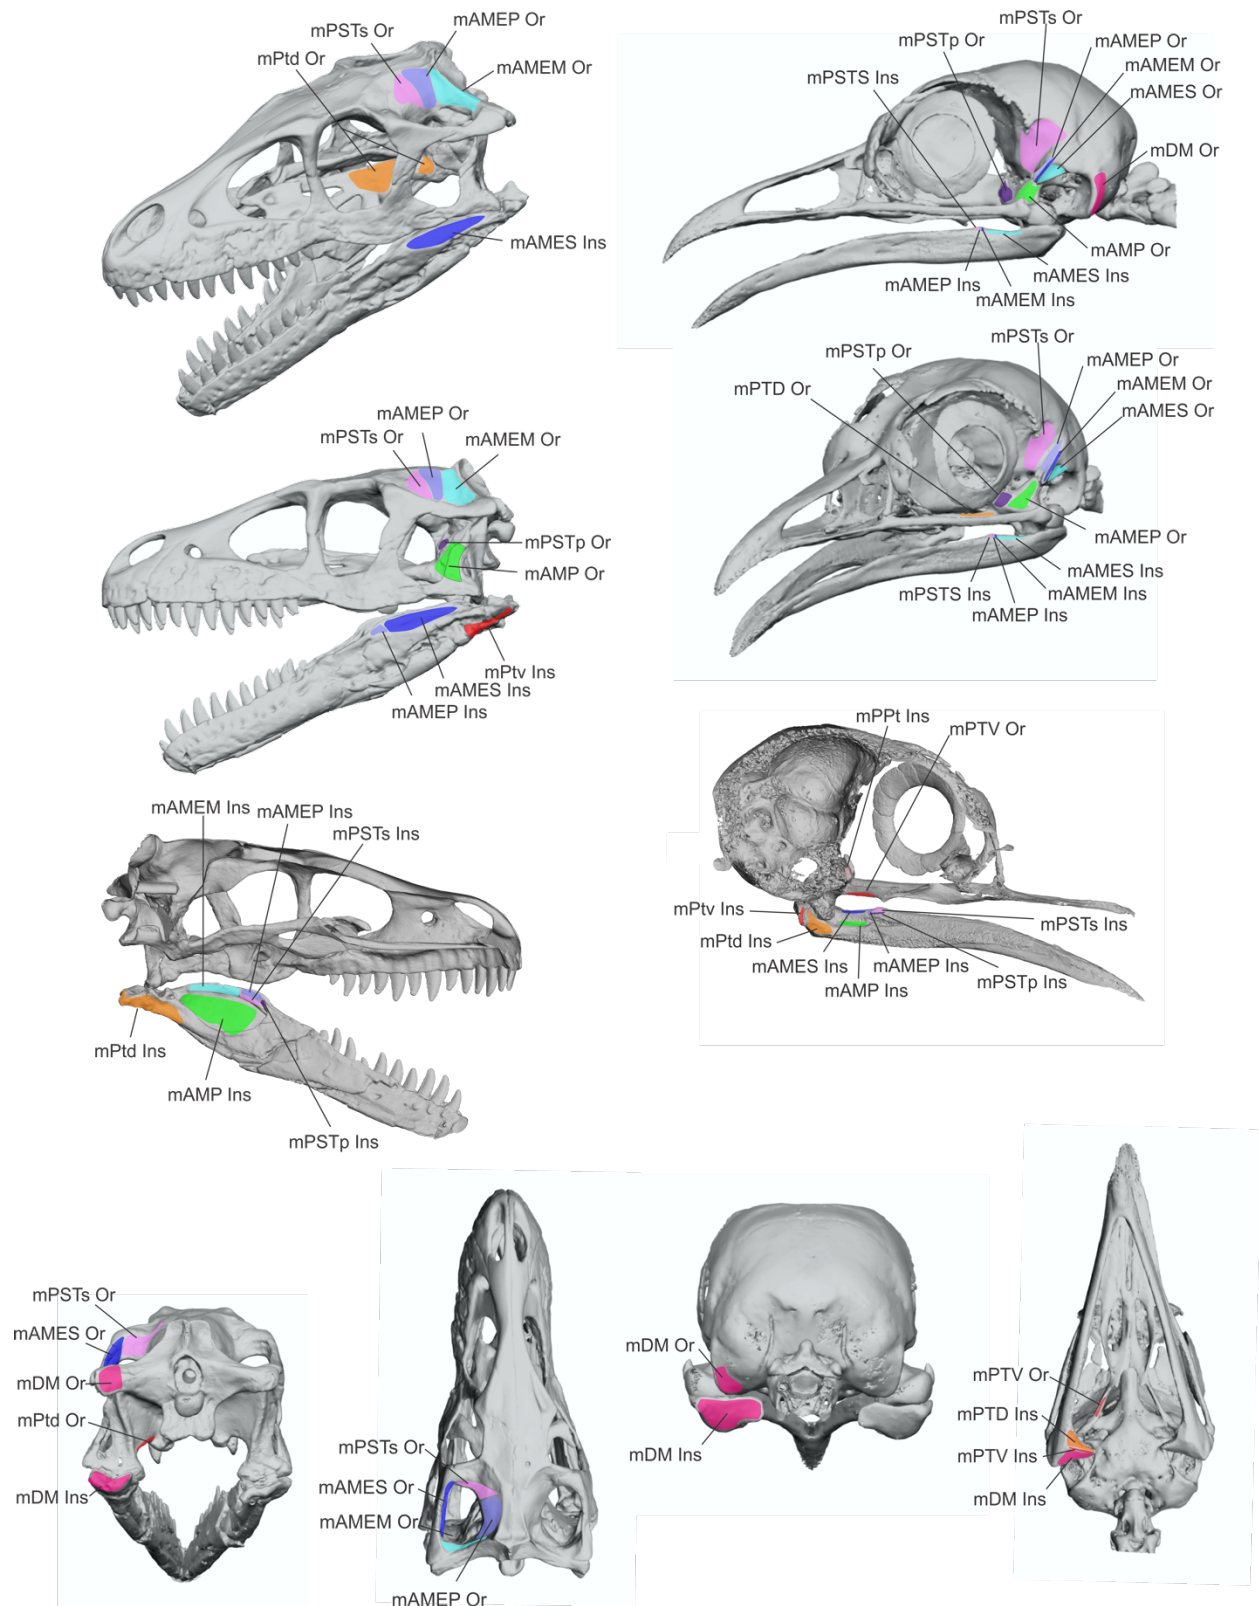 mAMEP Or
mPSTs Or
mPtd Or
mAMEM Or
mAMES Ins
mPSTs Or
mAMEP Or
mPSTp Or
mAMEM Or
mPSTS Ins
mAMES Or
mDM Or
mAMP Or
mAMES Ins
mAMEP Ins
mAMEM Ins
mAMEP Or
mPSTs Or
mAMEM Or
mPSTp Or
mAMP Or
mPtv Ins
mAMES Ins
mAMEP Ins
mPSTs Or
mPSTp Or
mAMEP Or
mPTD Or
mAMEM Or
mAMES Or
mAMEP Or
mAMES Ins
mPSTS Ins
mAMEM Ins
mAMEP Ins
mAMEM Ins
mAMEP Ins
mPSTs Ins
mPtd Ins
mAMP Ins
mPSTp Ins
mPPt Ins
mPTV Or
mPtv Ins
mPSTs Ins
mPtd Ins
mAMES Ins
mAMEP Ins
mPSTp Ins
mAMP Ins
mPSTs Or
mAMES Or
mDM Or
mPtd Or
mDM Ins
mPSTs Or
mAMES Or
mAMEM Or
mAMEP Or
mDM Or
mDM Ins
mPTV Or
mPTD Ins
mPTV Ins
mDM Ins